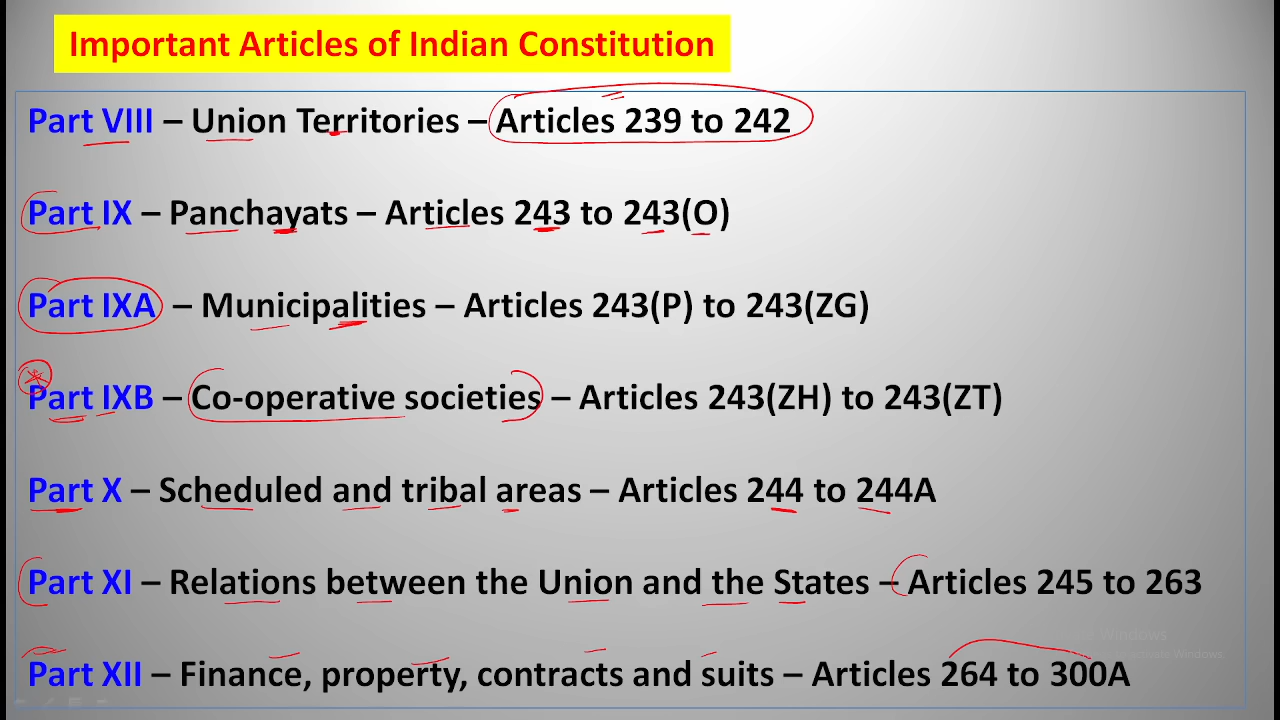 Important Articles of Indian Constitution
Part VIII – Union Territories – Articles 239 to 242
Part IX – Panchayats – Articles 243 to 243(O)
Part IXA – Municipalities – Articles 243(P) to 243(ZG)
Part IXB – Co-operative societies – Articles 243(ZH) to 243(ZT)
Part X – Scheduled and tribal areas – Articles 244 to 244A
Part XI – Relations between the Union and the States – Articles 245 to 263
Windows
Windows
Part XII – Finance, property, contracts and suits – Articles 264 to 300A